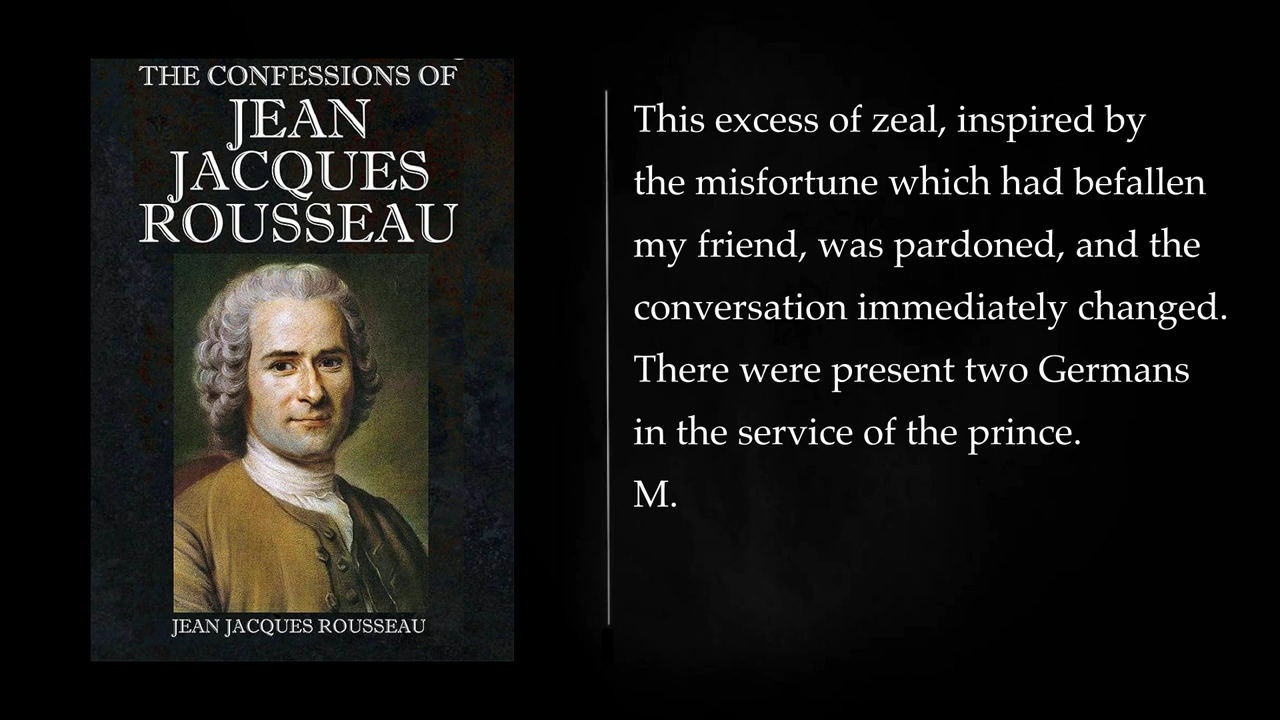 THE CONFESSIONS OF
JEAN
JACQUES
ROUSSEAU
JEAN JACQUES ROUSSEAU
This excess of zeal, inspired by
the misfortune which had befallen
my friend, was pardoned, and the
conversation immediately changed.
There were present two Germans
in the service of the prince.
M.